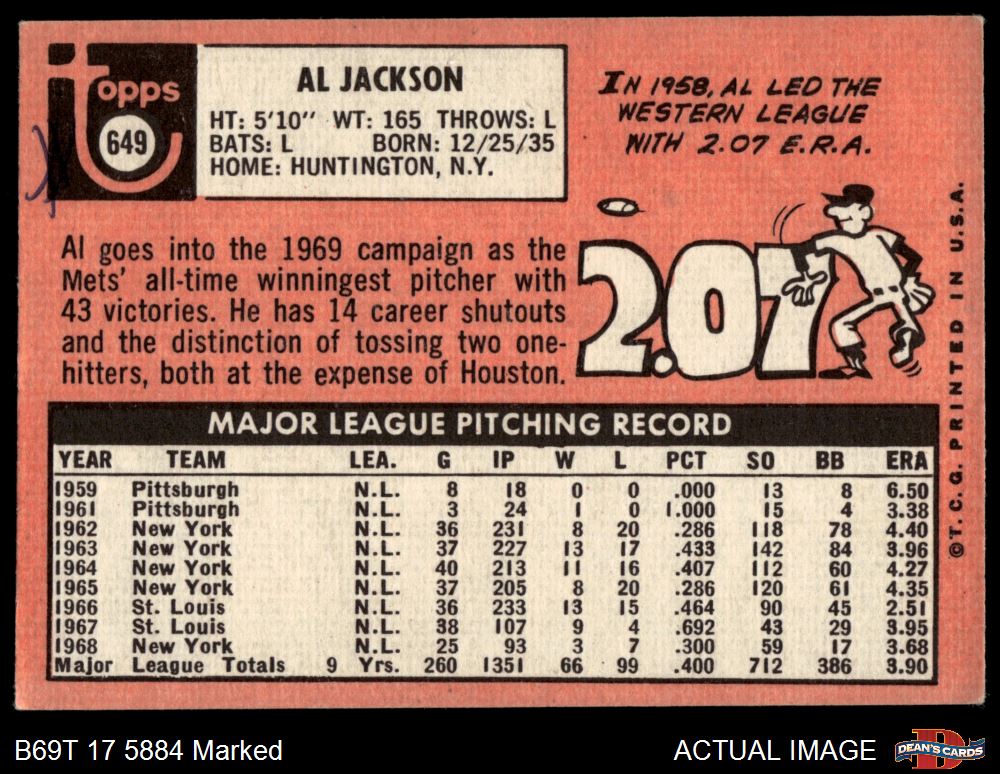 Topps
649
AL JACKSON
HT: 5'10" WT: 165 THROWS: L
BATS: L BORN: 12/25/35
HOME: HUNTINGTON, N.Y.
IN 1958, AL LED THE
WESTERN LEAGUE
WITH 2.07 E.R.A.
2.07
Al goes into the 1969 campaign as the
Mets' all-time winningest pitcher with
43 victories. He has 14 career shutouts
and the distinction of tossing two one-
hitters, both at the expense of Houston.
MAJOR LEAGUE PITCHING RECORD
YEAR TEAM LEA. G IP W L PCT SO BB ERA
1959 Pittsburgh N.L. 8 18 0 0 .000 13 8 6.50
1961 Pittsburgh N.L. 3 24 1 0 1.000 15 4 3.38
1962 New York N.L. 36 231 8 20 .286 118 78 4.40
1963 New York N.L. 37 227 13 17 .433 142 84 3.96
1964 New York N.L. 40 213 11 16 .407 112 60 4.27
1965 New York N.L. 37 205 8 20 .286 120 61 4.35
1966 St. Louis N.L. 36 233 13 15 .464 90 45 2.51
1967 St. Louis N.L. 38 107 9 4 .692 43 29 3.95
1968 New York N.L. 25 93 3 7 .300 59 17 3.68
Major League Totals 9 Yrs. 260 1351 66 99 .400 712 386 3.90
© T. C. G. PRINTED IN U.S.A.
B69T 17 5884 Marked
ACTUAL IMAGE
DEAN'S CARDS